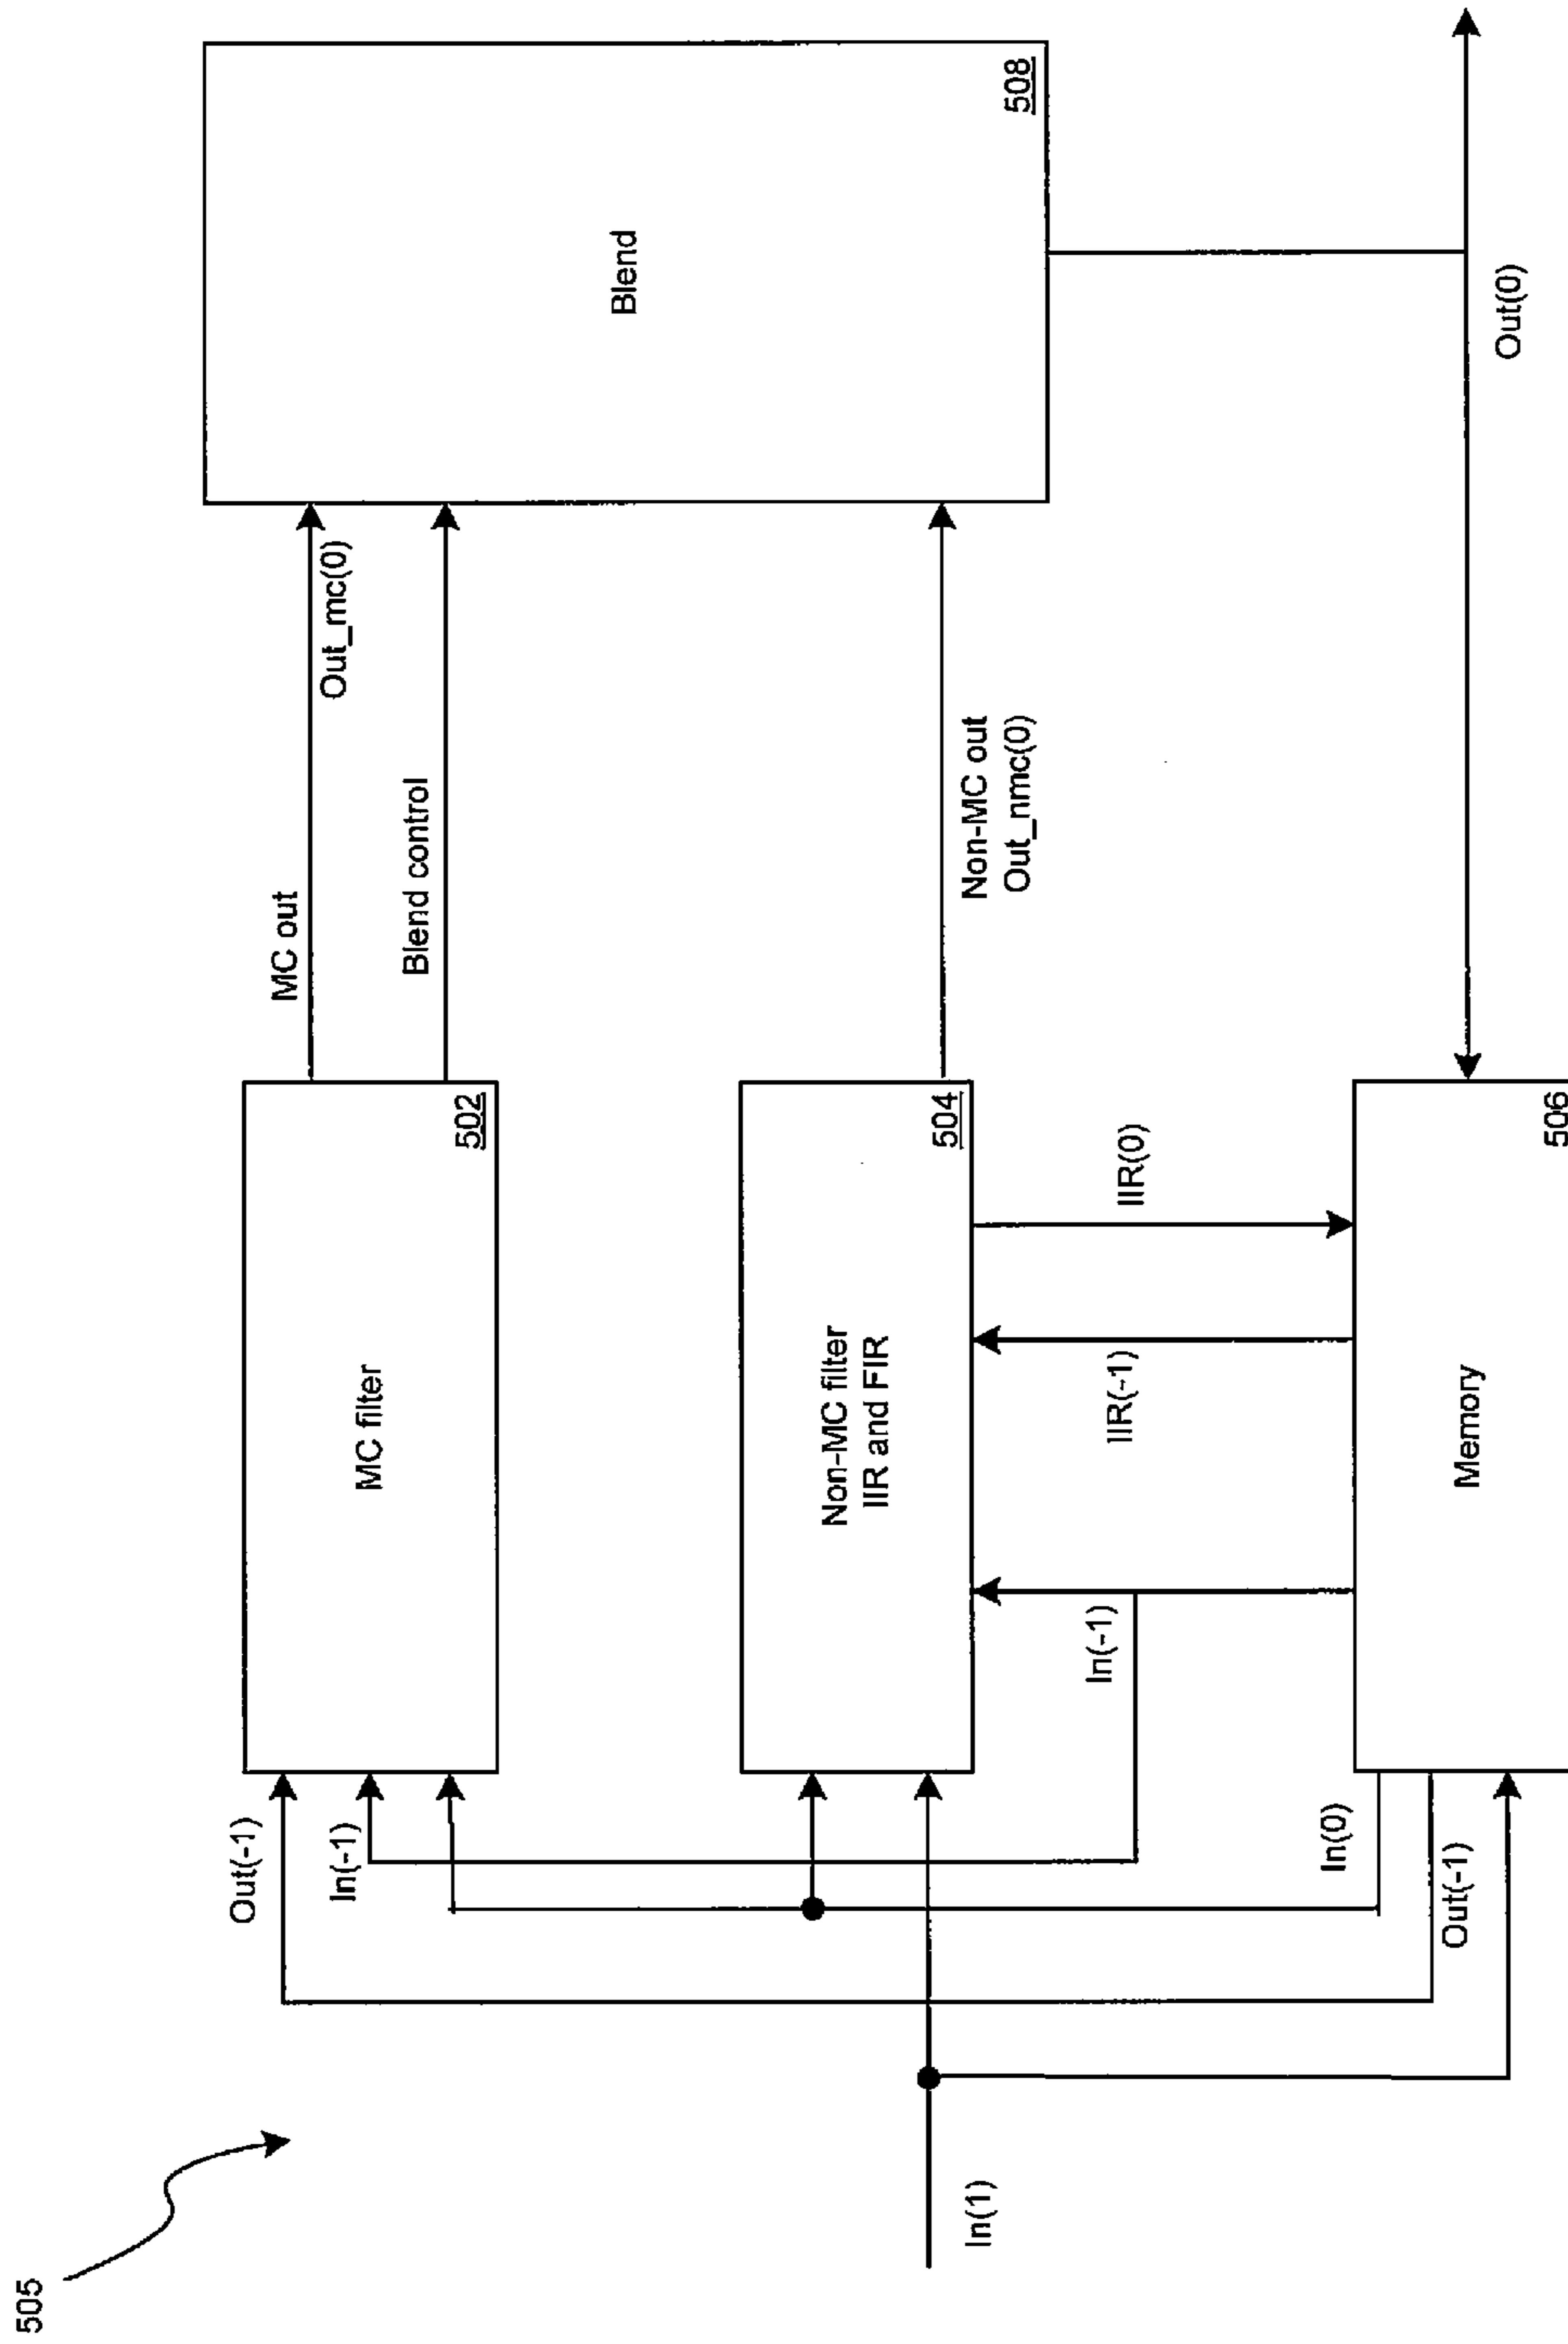 505
MC out
Out_mc(0)
Blend control
Out(-1)
In(-1)
MC filter
502
Blend
508
Non-MC out
Out_nmc(0)
Non-MC filter
IIR and FIR
504
In(1)
In(-1)
IIR(-1)
IIR(0)
In(0)
Out(-1)
Memory
506
Out(0)